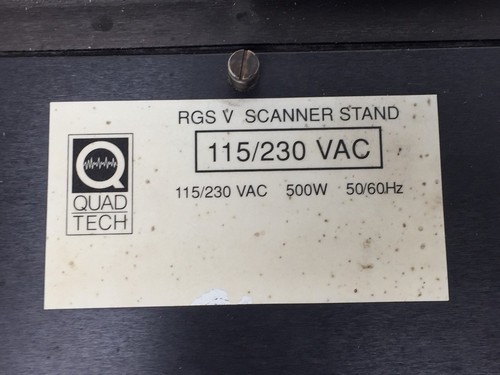 RGS V SCANNER STAND
115/230 VAC
115/230 VAC 500W 50/60Hz
Q
QUAD
TECH